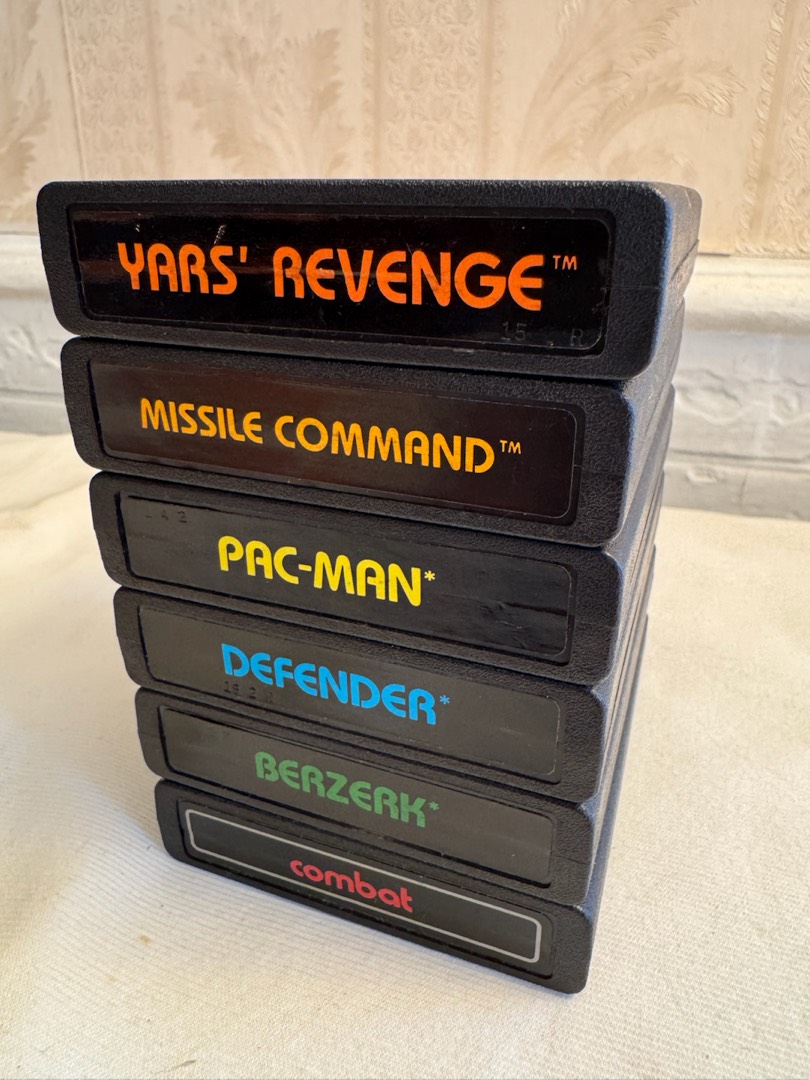 YARS' REVENGE™
MISSILE COMMAND™
PAC-MAN*
DEFENDER*
BERZERK*
combat